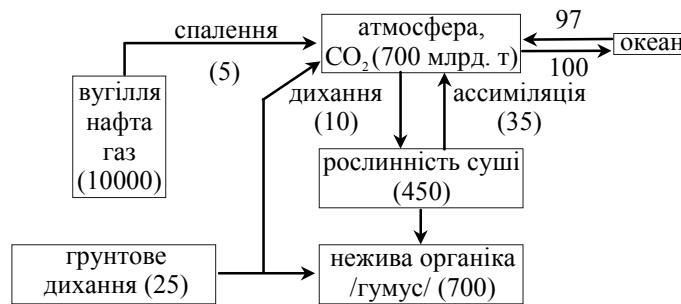 спалення
(5)
атмосфера,
CO₂ (700 млрд. т)
97
100
океан
вугілля
нафта
газ
(10000)
дихання
(10)
ассиміляція
(35)
рослинність суші
(450)
грунтове
дихання (25)
нежива органіка
/гумус/ (700)